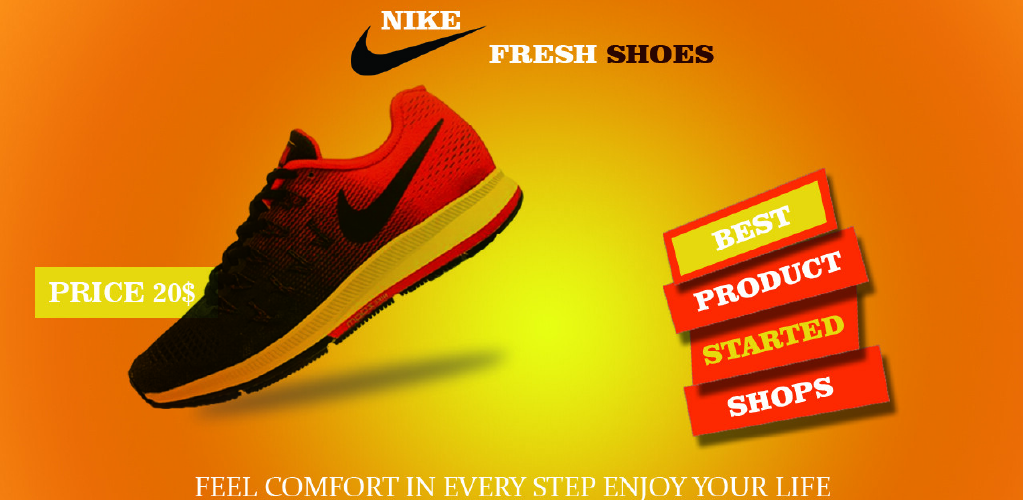 NIKE
FRESH SHOES
PRICE 20$
BEST
PRODUCT
STARTED
SHOPS
FEEL COMFORT IN EVERY STEP ENJOY YOUR LIFE